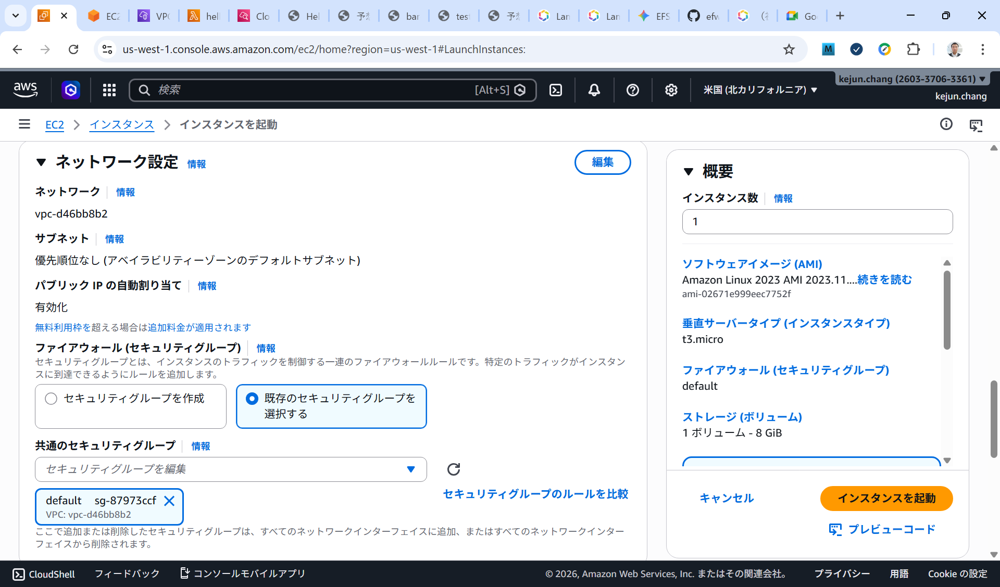 EC2
VPC
hell
Clo
Hel
予想
bar
test
予想
Lan
Lan
EFS
efw
Go
us-west-1.console.aws.amazon.com/ec2/home?region=us-west-1#LaunchInstances:
M
aws
検索
[Alt+S]
米国 (北カリフォルニア) ▼
kejun.chang (2603-3706-3361) ▼
kejun.chang
EC2
インスタンス
インスタンスを起動
ネットワーク設定 情報
編集
ネットワーク 情報
vpc-d46bb8b2
サブネット 情報
優先順位なし (アベイラビリティーゾーンのデフォルトサブネット)
パブリック IP の自動割り当て 情報
有効化
無料利用枠を超える場合は追加料金が適用されます
ファイアウォール (セキュリティグループ) 情報
セキュリティグループとは、インスタンスのトラフィックを制御する一連のファイアウォールルールです。特定のトラフィックがインスタン
スに到達できるようにルールを追加します。
セキュリティグループを作成
既存のセキュリティグループを
選択する
共通のセキュリティグループ 情報
セキュリティグループを編集
セキュリティグループのルールを比較
default sg-87973ccf
VPC: vpc-d46bb8b2
ここで追加または削除したセキュリティグループは、すべてのネットワークインターフェイスに追加、またはすべてのネットワークインター
フェイスから削除されます。
概要
インスタンス数 情報
1
ソフトウェアイメージ (AMI)
Amazon Linux 2023 AMI 2023.11....続きを読む
ami-02671e999eec7752f
垂直サーバータイプ (インスタンスタイプ)
t3.micro
ファイアウォール (セキュリティグループ)
default
ストレージ (ボリューム)
1 ボリューム - 8 GiB
キャンセル
インスタンスを起動
プレビューコード
CloudShell
フィードバック
コンソールモバイルアプリ
© 2026, Amazon Web Services, Inc. またはその関連会社。
プライバシー
用語
Cookie の設定